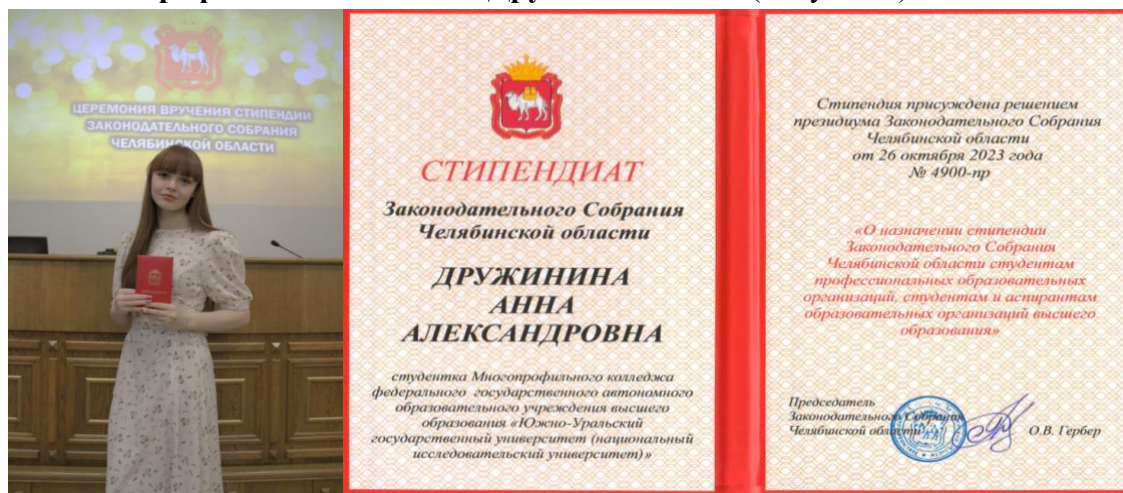 ЦЕРЕМОНИЯ ВРУЧЕНИЯ СТИПЕНДИИ
ЗАКОНОДАТЕЛЬНОГО СОБРАНИЯ
ЧЕЛЯБИНСКОЙ ОБЛАСТИ
СТИПЕНДИАТ
Законодательного Собрания
Челябинской области
ДРУЖИНИНА
АННА
АЛЕКСАНДРОВНА
студентка Многопрофильного колледжа
федерального государственного автономного
образовательного учреждения высшего
образования «Южно-Уральский
государственный университет (национальный
исследовательский университет)»
Стипендия присуждена решением
президиума Законодательного Собрания
Челябинской области
от 26 октября 2023 года
№ 4900-пр
«О назначении стипендии
Законодательного Собрания
Челябинской области студентам
профессиональных образовательных
организаций, студентам и аспирантам
образовательных организаций высшего
образования»
Председатель
Законодательного Собрания
Челябинской области
О.В. Гербер